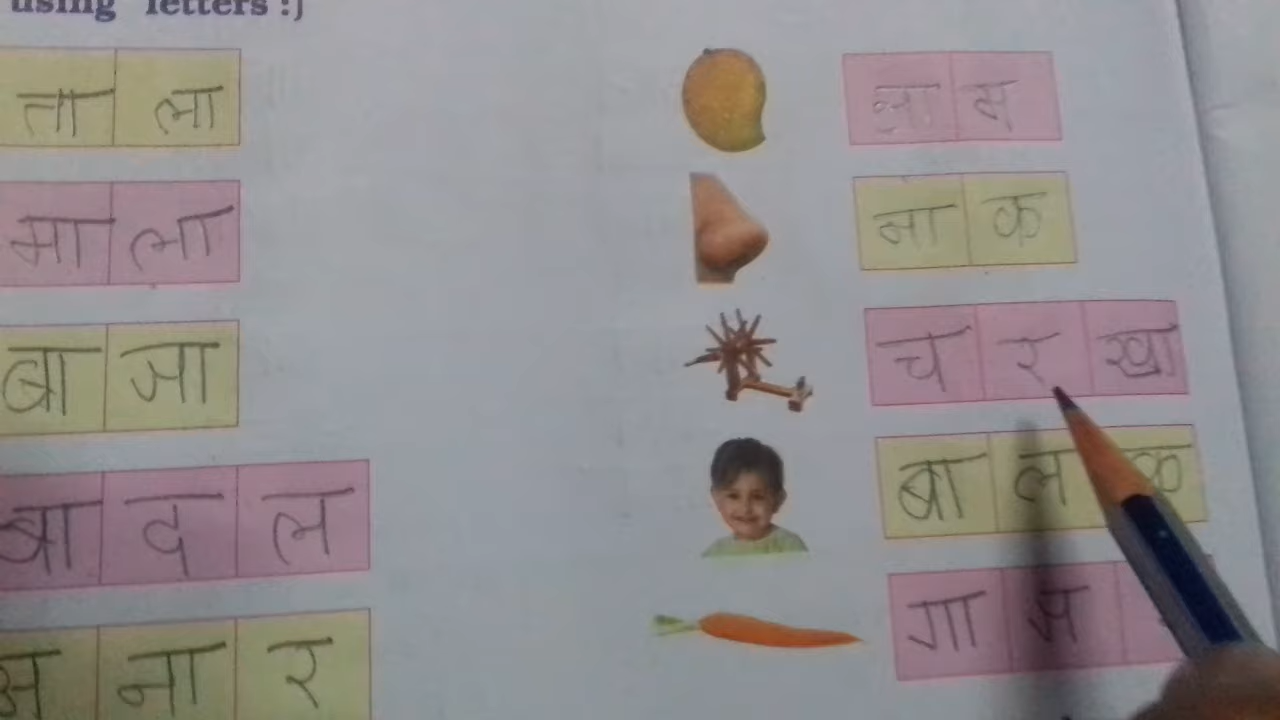 using letters :)
ता ला
मा ला
बा जा
बा द ल
अ ना र
ना क
च र खा
बा ल क
गा